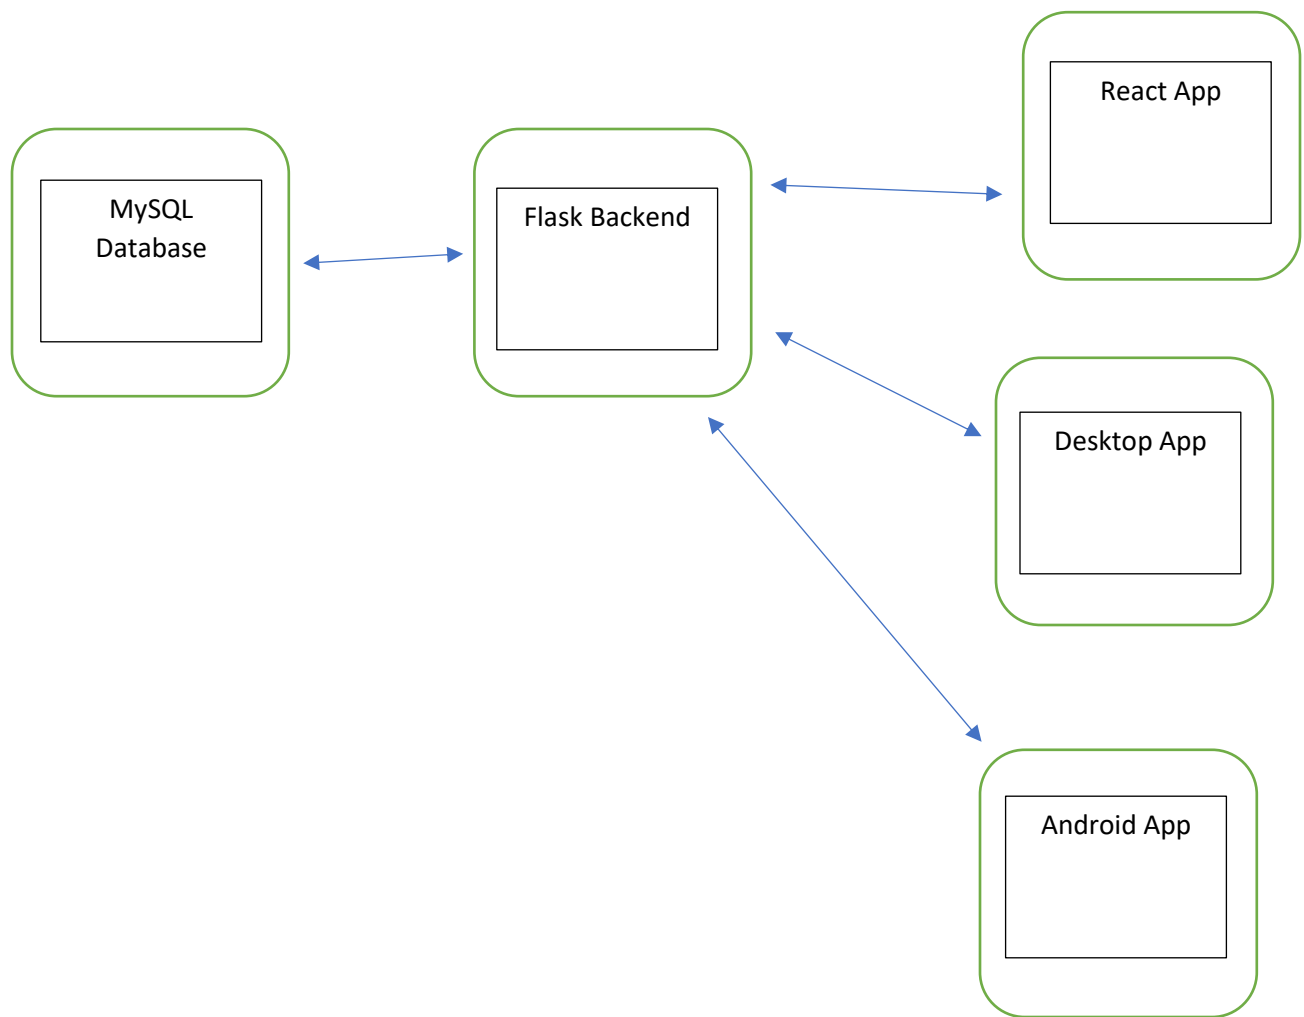 React App
MySQL
Database
Flask Backend
Desktop App
Android App